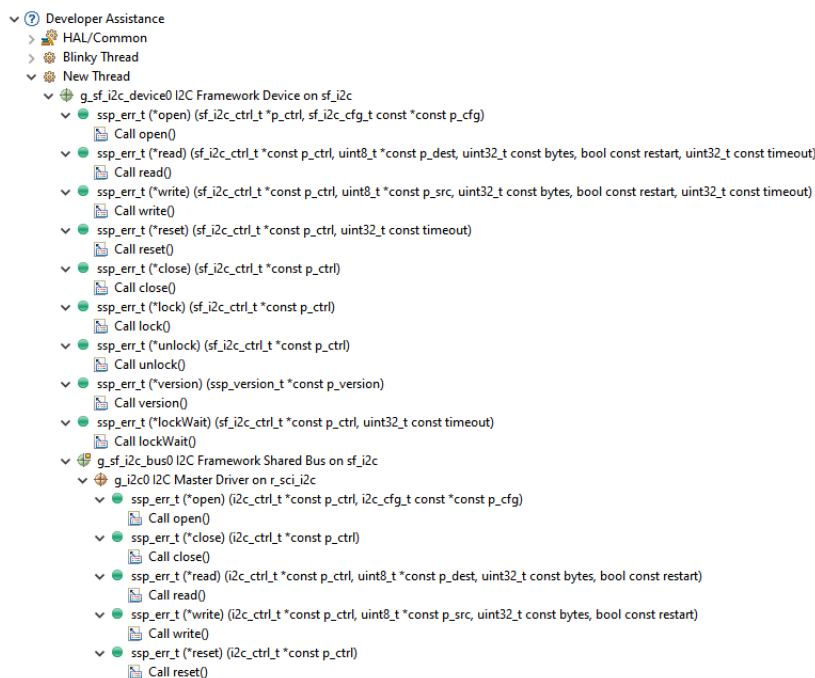 Developer Assistance
HAL/Common
Blinky Thread
New Thread
g_sf_i2c_device0 I2C Framework Device on sf_i2c
ssp_err_t (*open) (sf_i2c_ctrl_t *p_ctrl, sf_i2c_cfg_t const *const p_cfg)
Call open()
ssp_err_t (*read) (sf_i2c_ctrl_t *const p_ctrl, uint8_t *const p_dest, uint32_t const bytes, bool const restart, uint32_t const timeout)
Call read()
ssp_err_t (*write) (sf_i2c_ctrl_t *const p_ctrl, uint8_t *const p_src, uint32_t const bytes, bool const restart, uint32_t const timeout)
Call write()
ssp_err_t (*reset) (sf_i2c_ctrl_t *const p_ctrl, uint32_t const timeout)
Call reset()
ssp_err_t (*close) (sf_i2c_ctrl_t *const p_ctrl)
Call close()
ssp_err_t (*lock) (sf_i2c_ctrl_t *const p_ctrl)
Call lock()
ssp_err_t (*unlock) (sf_i2c_ctrl_t *const p_ctrl)
Call unlock()
ssp_err_t (*version) (ssp_version_t *const p_version)
Call version()
ssp_err_t (*lockWait) (sf_i2c_ctrl_t *const p_ctrl, uint32_t const timeout)
Call lockWait()
g_sf_i2c_bus0 I2C Framework Shared Bus on sf_i2c
g_i2c0 I2C Master Driver on r_sci_i2c
ssp_err_t (*open) (i2c_ctrl_t *const p_ctrl, i2c_cfg_t const *const p_cfg)
Call open()
ssp_err_t (*close) (i2c_ctrl_t *const p_ctrl)
Call close()
ssp_err_t (*read) (i2c_ctrl_t *const p_ctrl, uint8_t *const p_dest, uint32_t const bytes, bool const restart)
Call read()
ssp_err_t (*write) (i2c_ctrl_t *const p_ctrl, uint8_t *const p_src, uint32_t const bytes, bool const restart)
Call write()
ssp_err_t (*reset) (i2c_ctrl_t *const p_ctrl)
Call reset()